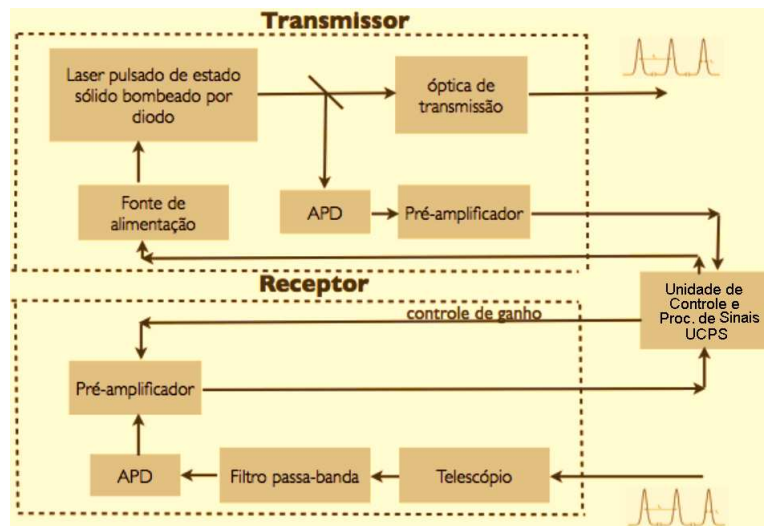 Transmissor
Laser pulsado de estado
sólido bombeado por
diodo
óptica de
transmissão
Fonte de
alimentação
APD
Pré-amplificador
Receptor
Unidade de
Controle e
Proc. de Sinais
UCPS
controle de ganho
Pré-amplificador
APD
Filtro passa-banda
Telescópio